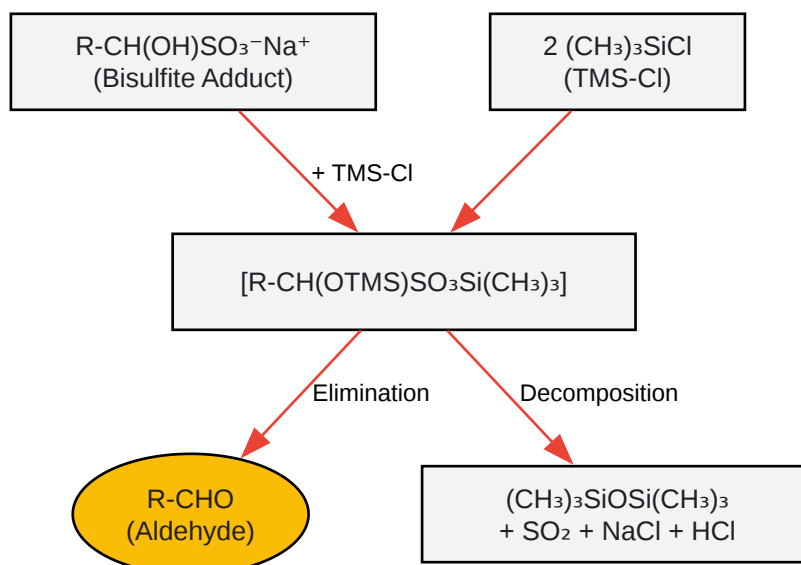 R-CH(OH)SO₃⁻Na⁺
(Bisulfite Adduct)
2 (CH₃)₃SiCl
(TMS-Cl)
+ TMS-Cl
[R-CH(OTMS)SO₃Si(CH₃)₃]
Elimination
Decomposition
R-CHO
(Aldehyde)
(CH₃)₃SiOSi(CH₃)₃
+ SO₂ + NaCl + HCl